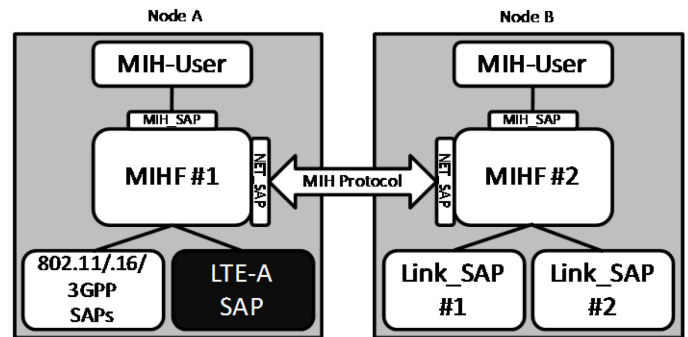 Node A
MIH-User
MIH_SAP
MIHF #1
NET_SAP
802.11/.16/
3GPP
SAPs
LTE-A
SAP
MIH Protocol
Node B
MIH-User
MIH_SAP
NET_SAP
MIHF #2
Link_SAP
#1
Link_SAP
#2